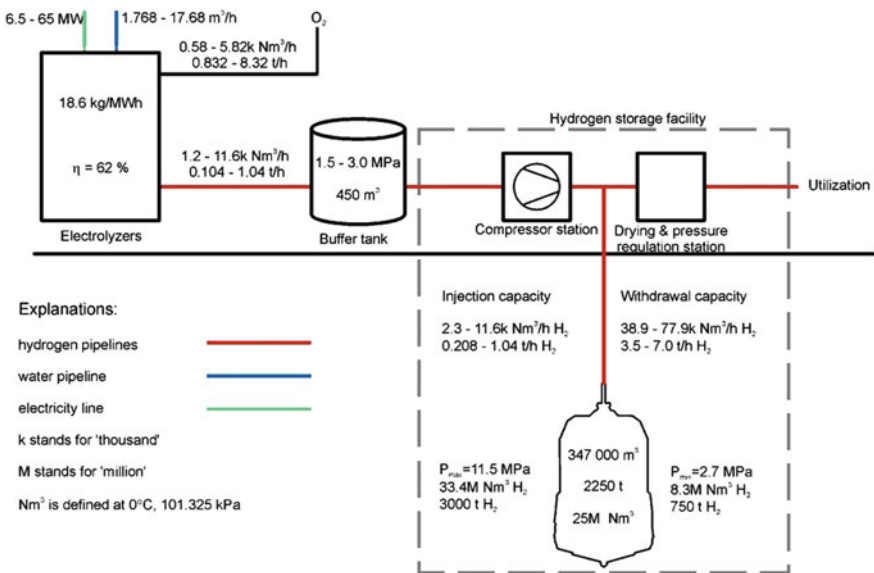 6.5 - 65 MW
1.768 - 17.68 m³/h
O₂
0.58 - 5.82k Nm³/h
0.832 - 8.32 t/h
18.6 kg/MWh
η = 62 %
Electrolyzers
1.2 - 11.6k Nm³/h
0.104 - 1.04 t/h
1.5 - 3.0 MPa
450 m³
Buffer tank
Hydrogen storage facility
Compressor station
Drying & pressure
regulation station
Utilization
Explanations:
hydrogen pipelines
water pipeline
electricity line
k stands for 'thousand'
M stands for 'million'
Nm³ is defined at 0°C, 101.325 kPa
Injection capacity
2.3 - 11.6k Nm³/h H₂
0.208 - 1.04 t/h H₂
Withdrawal capacity
38.9 - 77.9k Nm³/h H₂
3.5 - 7.0 t/h H₂
Pmax=11.5 MPa
33.4M Nm³ H₂
3000 t H₂
347 000 m³
2250 t
25M Nm³
Pmin=2.7 MPa
8.3M Nm³ H₂
750 t H₂